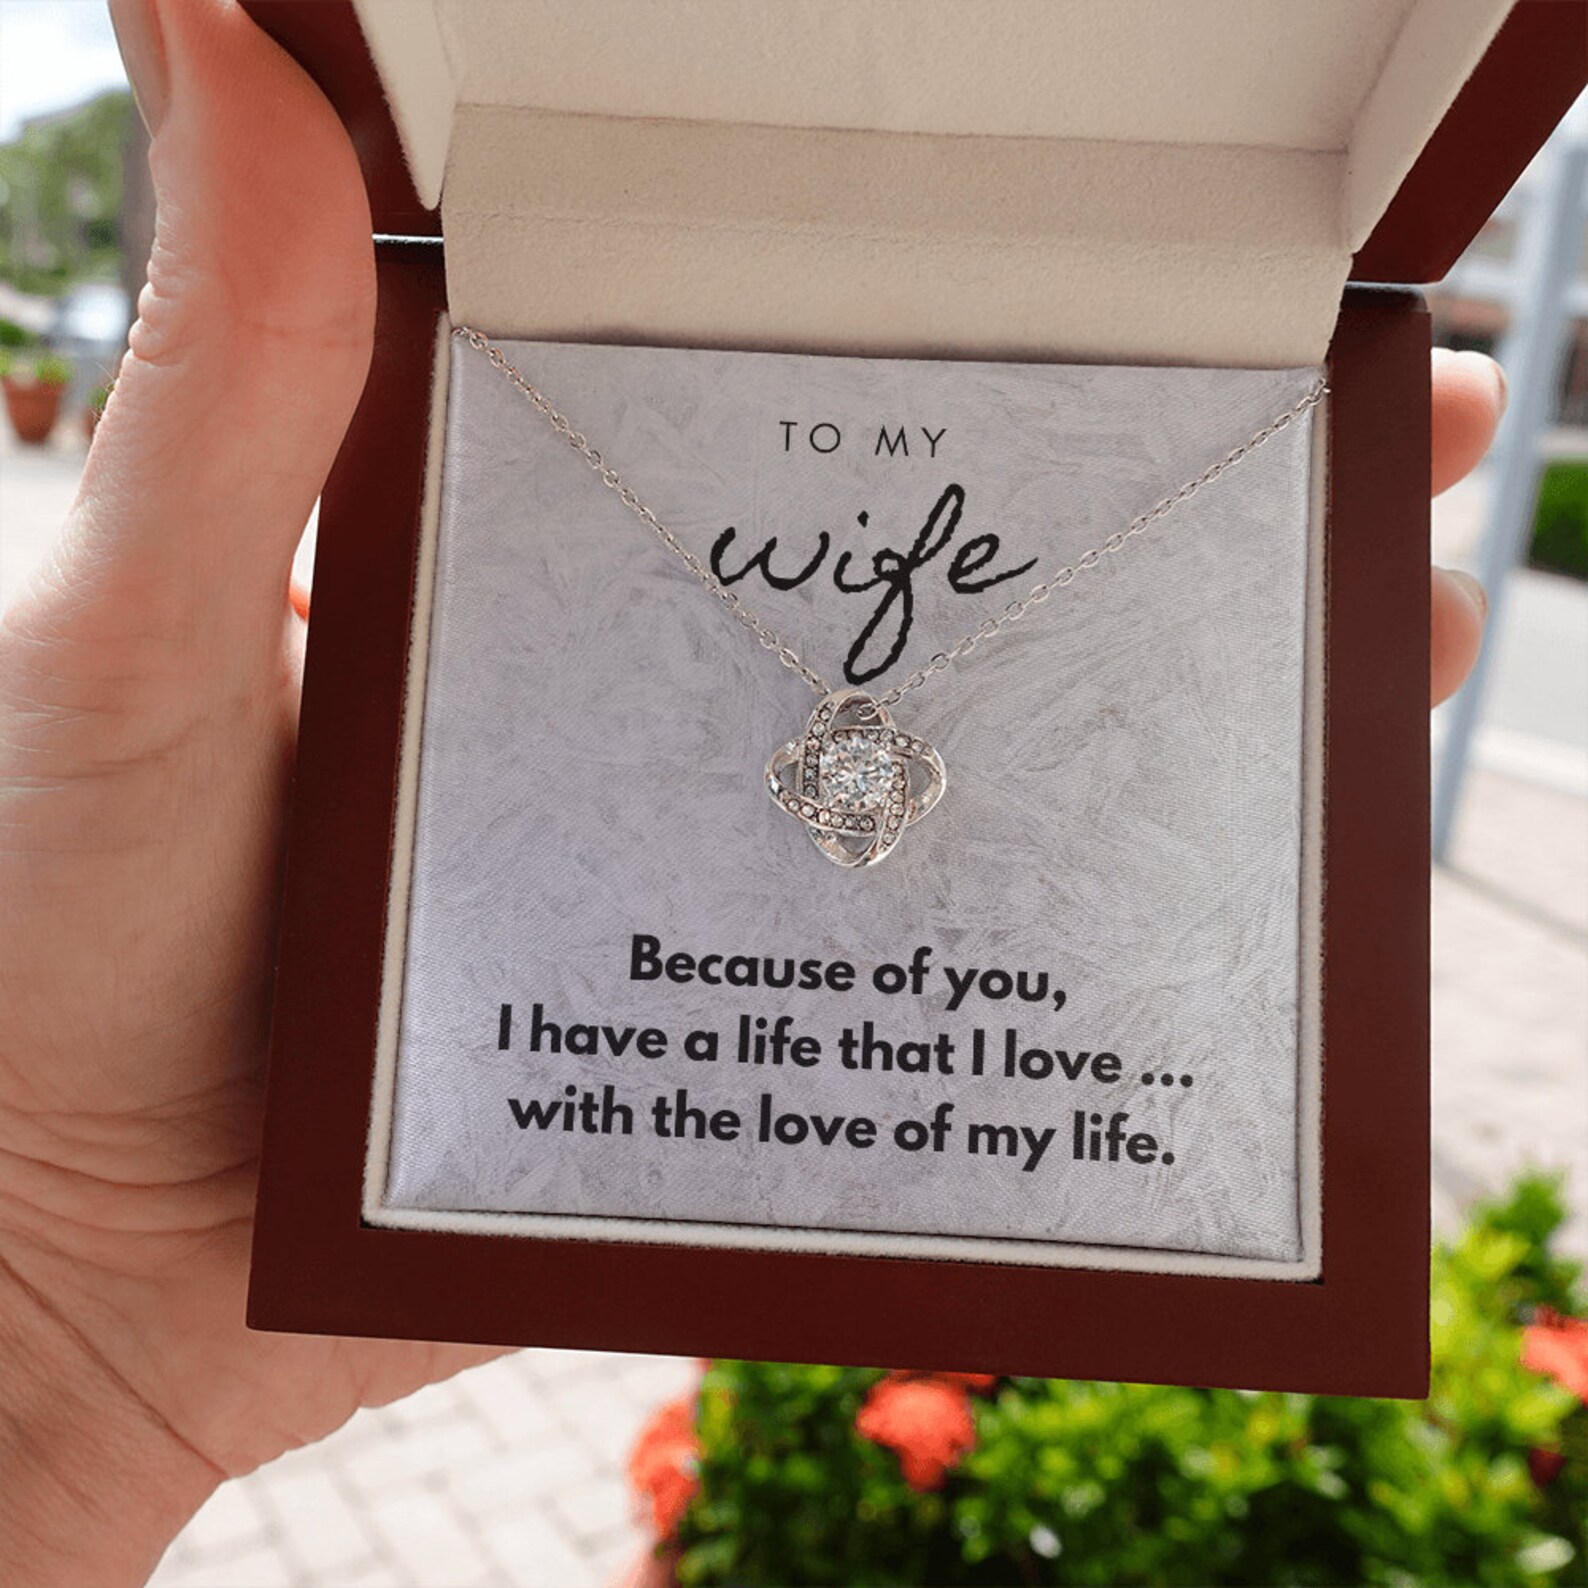 TO MY
wife
Because of you,
I have a life that I love ...
with the love of my life.